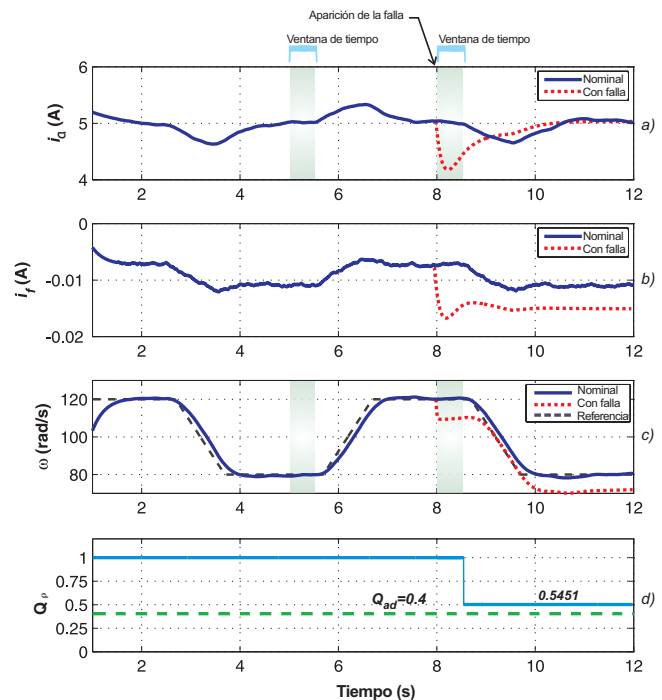 Aparición de la falla
Ventana de tiempo
Ventana de tiempo
6
5
4
i_a (A)
Nominal
Con falla
a)
2
4
6
8
10
12
0
-0.01
-0.02
i_f (A)
Nominal
Con falla
b)
2
4
6
8
10
12
120
100
80
ω (rad/s)
Nominal
Con falla
Referencia
c)
2
4
6
8
10
12
1
0.75
0.5
0.25
0
Q_ρ
Q_ad=0.4
0.5451
d)
2
4
6
8
10
12
Tiempo (s)